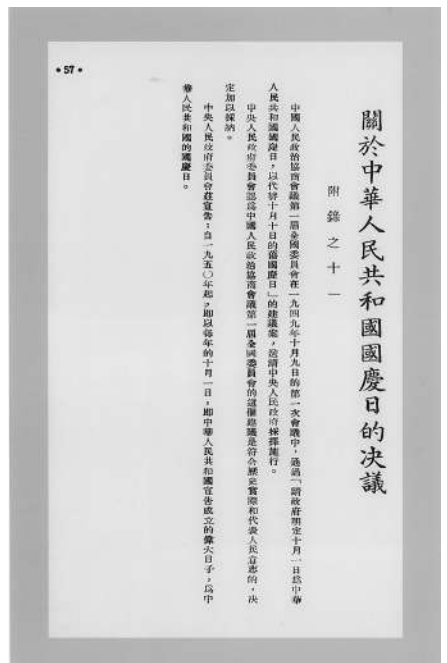 關於中華人民共和國國慶日的決議
附錄之十一
中國人民政治協商會議第一屆全國委員會在一九四九年十月九日的第一次會議中,通過「請政府明定十月一日為中華
人民共和國國慶日,以代替十月十日的舊國慶日」的建議案,送請中央人民政府採擇施行。
中央人民政府委員會認為中國人民政治協商會議第一屆全國委員會的這個建議是符合歷史實際和代表人民意志的,決
定加以採納。
中央人民政府委員會茲宣告:自一九五〇年起,即以每年的十月一日,即中華人民共和國宣告成立的偉大日子,為中
華人民共和國的國慶日。
•57•